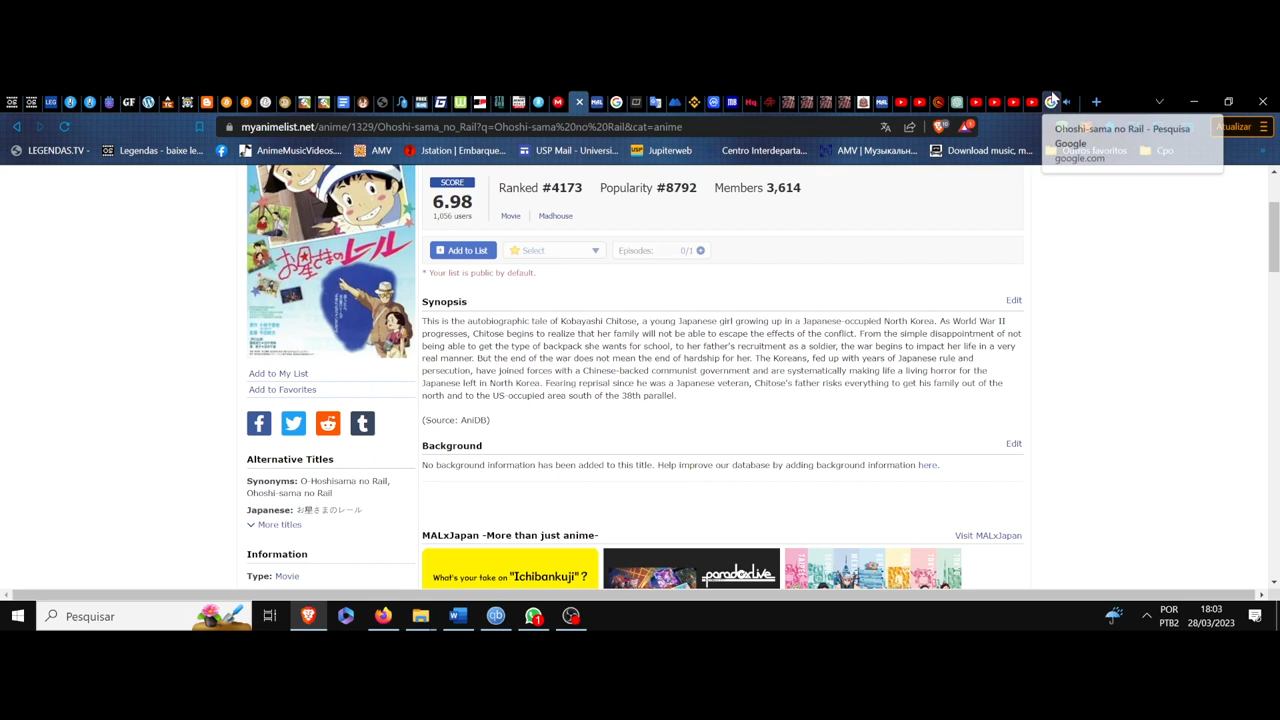 myanimelist.net/anime/1329/Ohoshi-sama_no_Rail?q=Ohoshi-sama%20no%20Rail&cat=anime
Atualizar
Ohoshi-sama no Rail - Pesquisa
Google
google.com
LEGENDAS.TV -
Legendas - baixe le...
AnimeMusicVideos....
AMV
Jstation | Embarque...
USP Mail - Universi...
Jupiterweb
Centro Interdeparta...
AMV | Музыкальн...
Download music, m...
Outros favoritos
Cpo
SCORE
6.98
1,056 users
Ranked #4173
Popularity #8792
Members 3,614
Movie
Madhouse
Add to List
Select
Episodes:
0/1
* Your list is public by default.
お星さまのレール
Synopsis
Edit
This is the autobiographic tale of Kobayashi Chitose, a young Japanese girl growing up in a Japanese-occupied North Korea. As World War II
progresses, Chitose begins to realize that her family will not be able to escape the effects of the conflict. From the simple disappointment of not
being able to get the type of backpack she wants for school, to her father's recruitment as a soldier, the war begins to impact her life in a very
real manner. But the end of the war does not mean the end of hardship for her. The Koreans, fed up with years of Japanese rule and
persecution, have joined forces with a Chinese-backed communist government and are systematically making life a living horror for the
Japanese left in North Korea. Fearing reprisal since he was a Japanese veteran, Chitose's father risks everything to get his family out of the
north and to the US-occupied area south of the 38th parallel.
(Source: AniDB)
Background
Edit
No background information has been added to this title. Help improve our database by adding background information here.
Add to My List
Add to Favorites
Alternative Titles
Synonyms: O-Hoshisama no Rail,
Ohoshi-sama no Rail
Japanese: お星さまのレール
More titles
Information
Type: Movie
MALxJapan -More than just anime-
Visit MALxJapan
What's your take on "Ichibankuji"?
paradoxlive
Pesquisar
POR
PTB2
18:03
28/03/2023